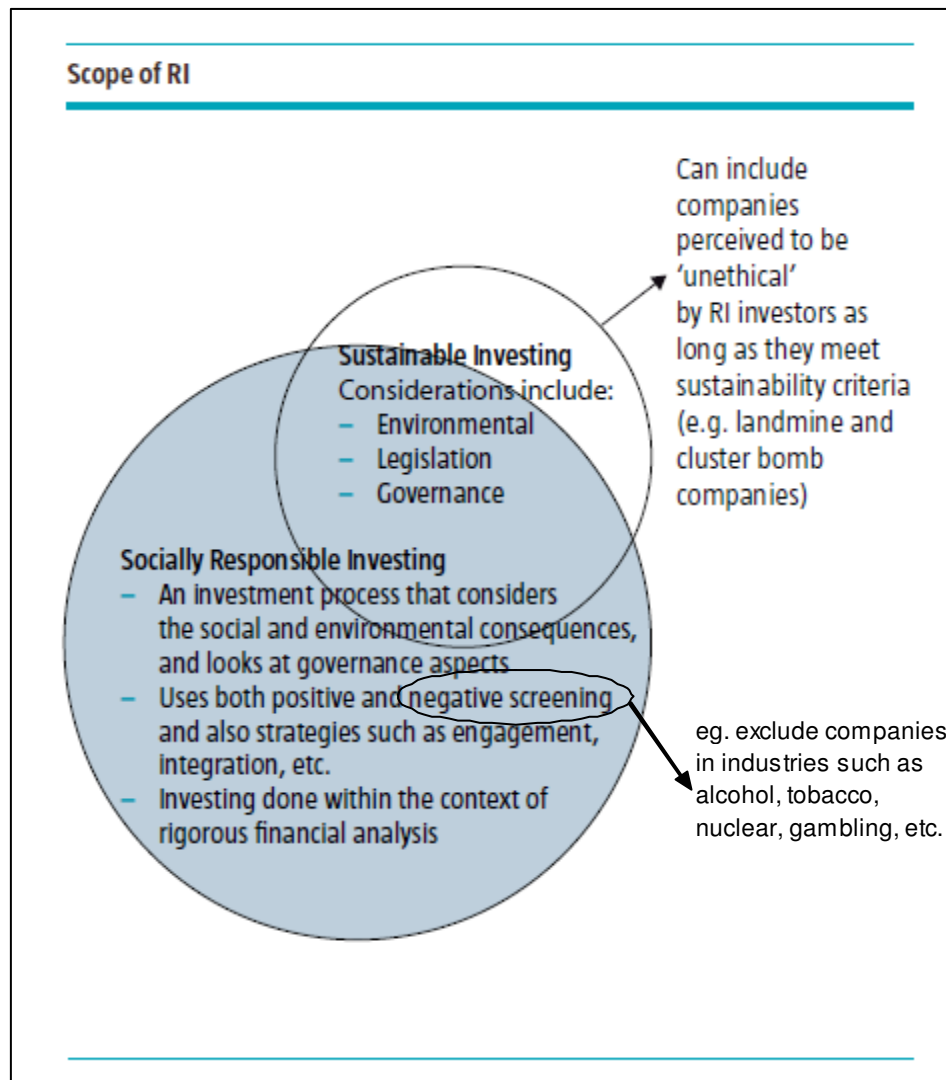 Scope of RI
Can include
companies
perceived to be
‘unethical’
by RI investors as
long as they meet
sustainability criteria
(e.g. landmine and
cluster bomb
companies)
Sustainable Investing
Considerations include:
– Environmental
– Legislation
– Governance
Socially Responsible Investing
– An investment process that considers
the social and environmental consequences,
and looks at governance aspects
– Uses both positive and negative screening
and also strategies such as engagement,
integration, etc.
– Investing done within the context of
rigorous financial analysis
eg. exclude companies
in industries such as
alcohol, tobacco,
nuclear, gambling, etc.